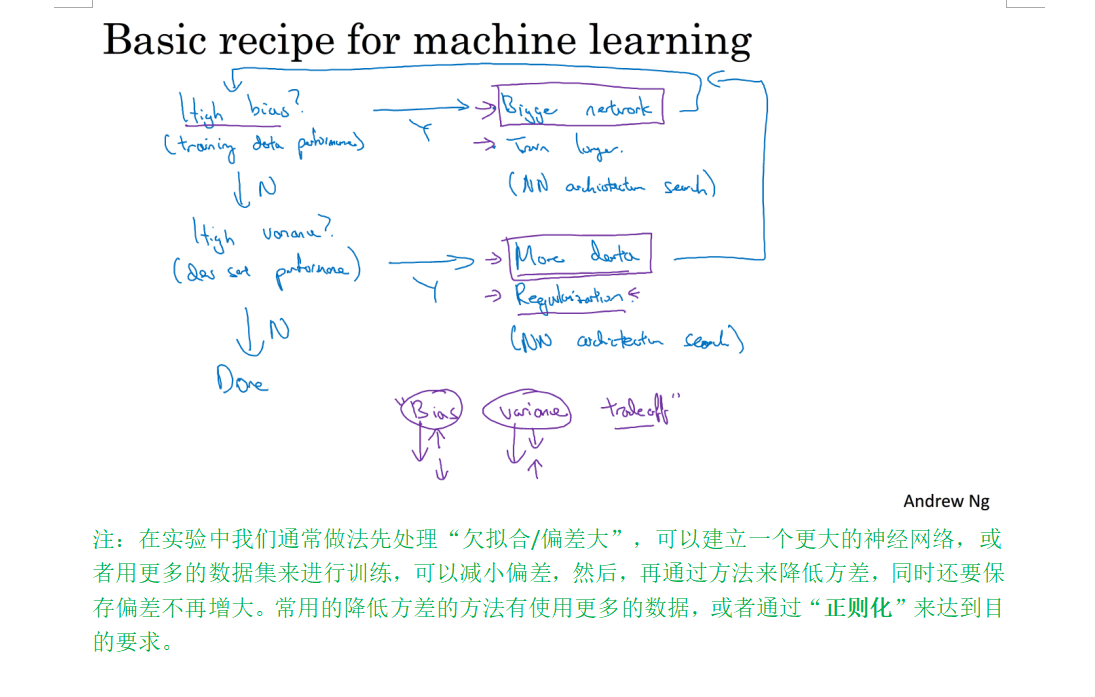 Basic recipe for machine learning
High bias? Y Bigge network
(training data performance) Train longer.
N (NN architecture search)
High variance?
(dev set performance) Y More data
Regularization
N (NN architecture search)
Done
"Bias variance tradeoff"
Andrew Ng
注：在实验中我们通常做法先处理“欠拟合/偏差大”，可以建立一个更大的神经网络，或
者用更多的数据集来进行训练，可以减小偏差，然后，再通过方法来降低方差，同时还要保
存偏差不再增大。常用的降低方差的方法有使用更多的数据，或者通过“正则化”来达到目
的要求。